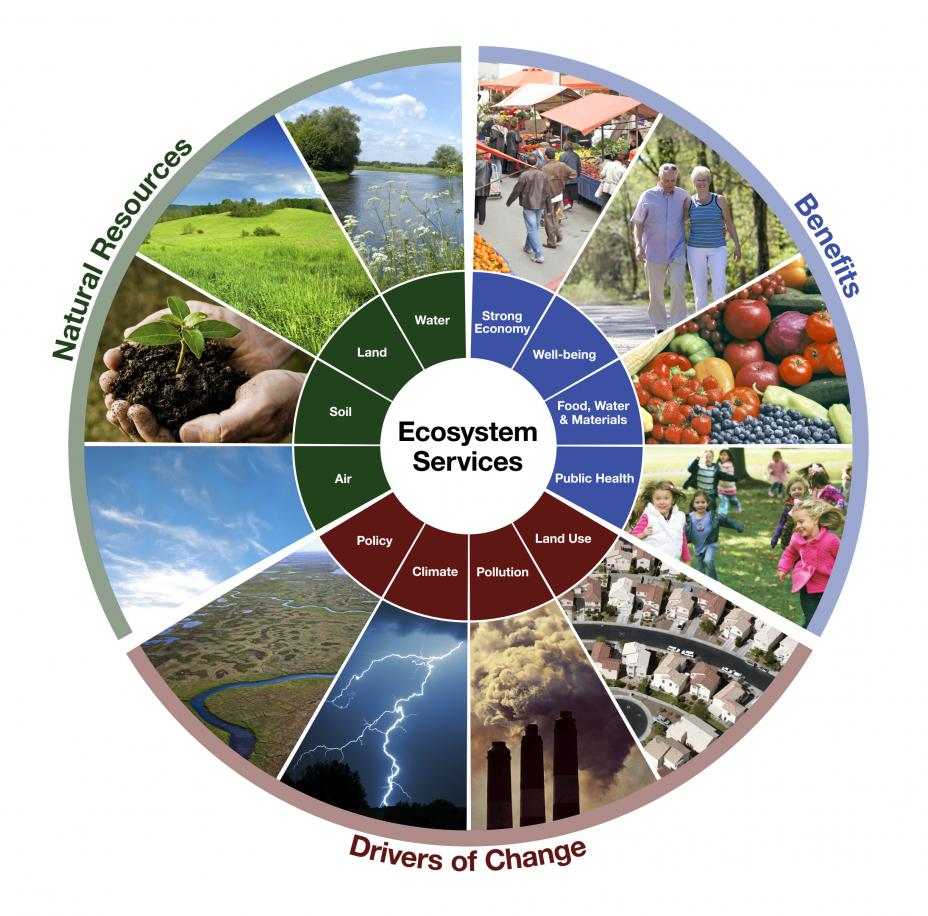 Natural Resources
Benefits
Water
Land
Soil
Air
Strong
Economy
Well-being
Food, Water
& Materials
Public Health
Ecosystem
Services
Policy
Climate
Pollution
Land Use
Drivers of Change